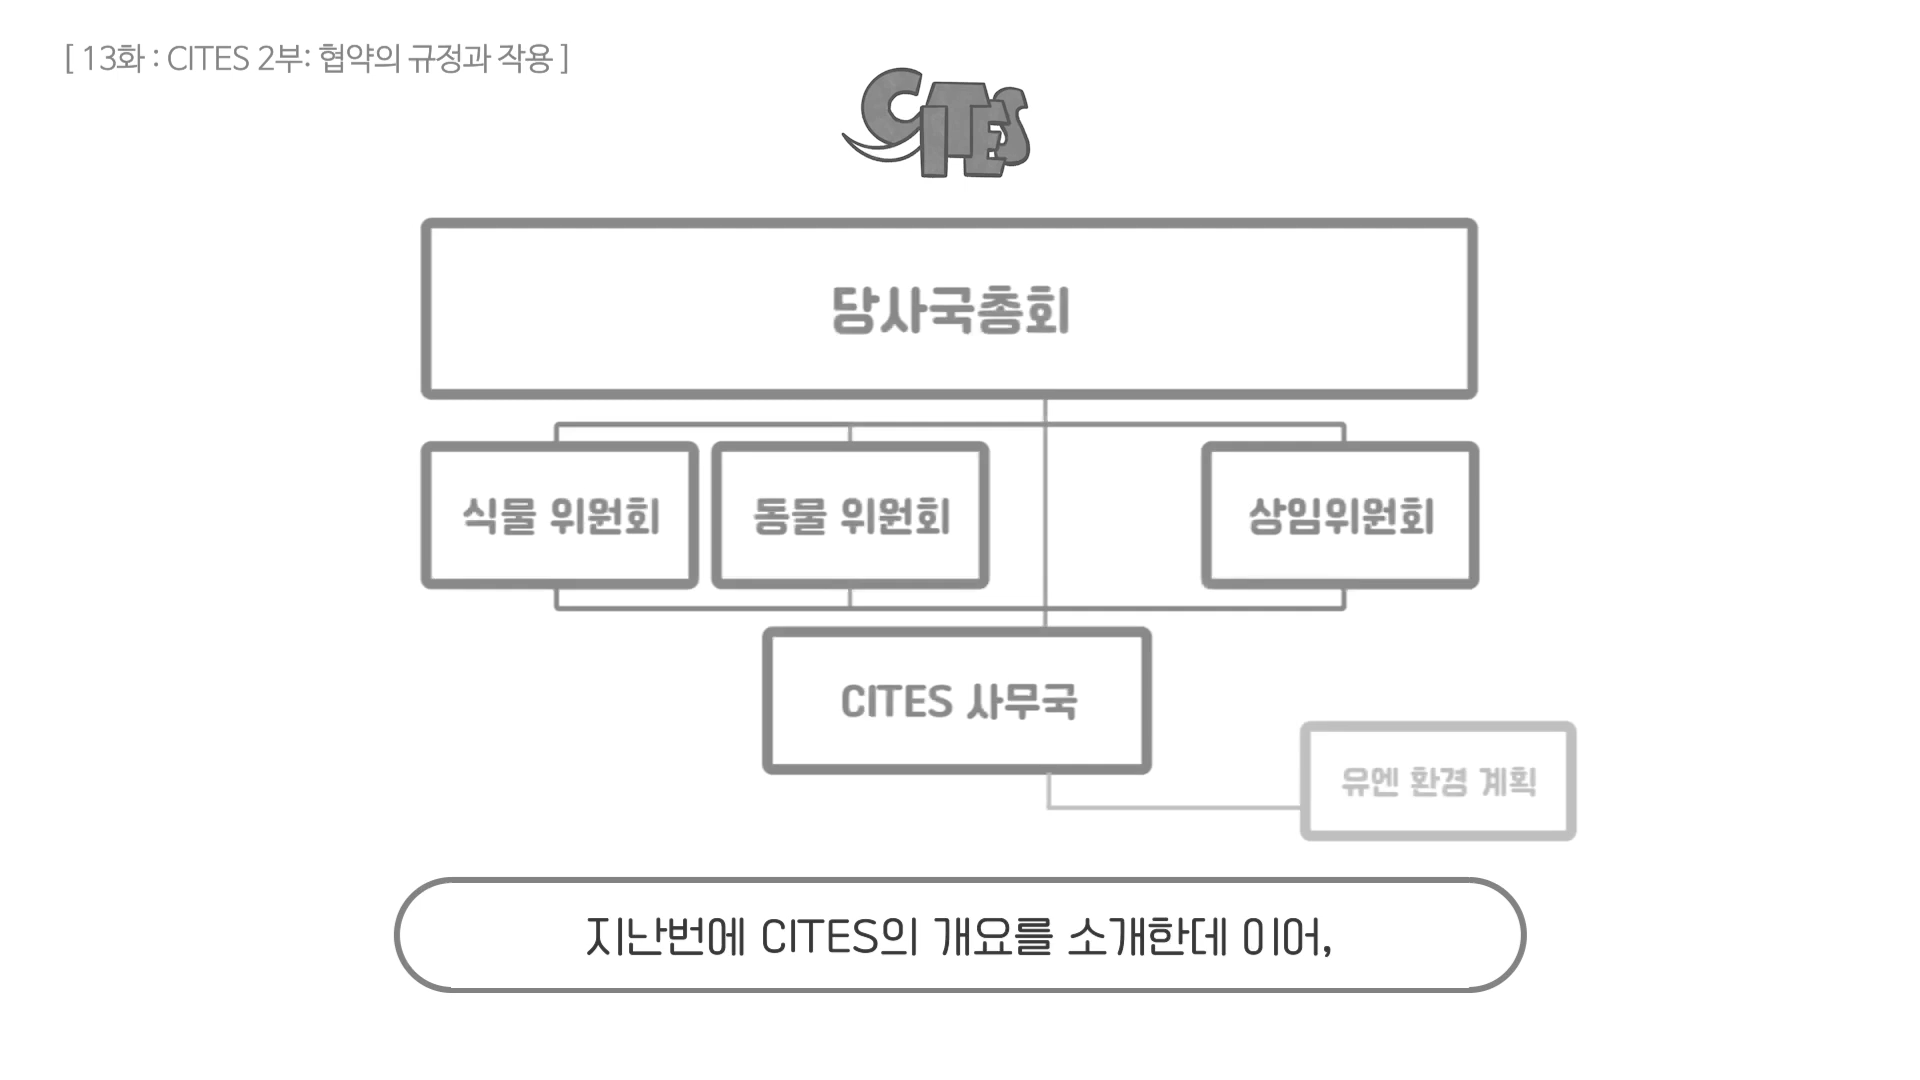 [ 13화 : CITES 2부: 협약의 규정과 작용 ]
CITES
당사국총회
식물 위원회
동물 위원회
상임위원회
CITES 사무국
유엔 환경 계획
지난번에 CITES의 개요를 소개한데 이어,